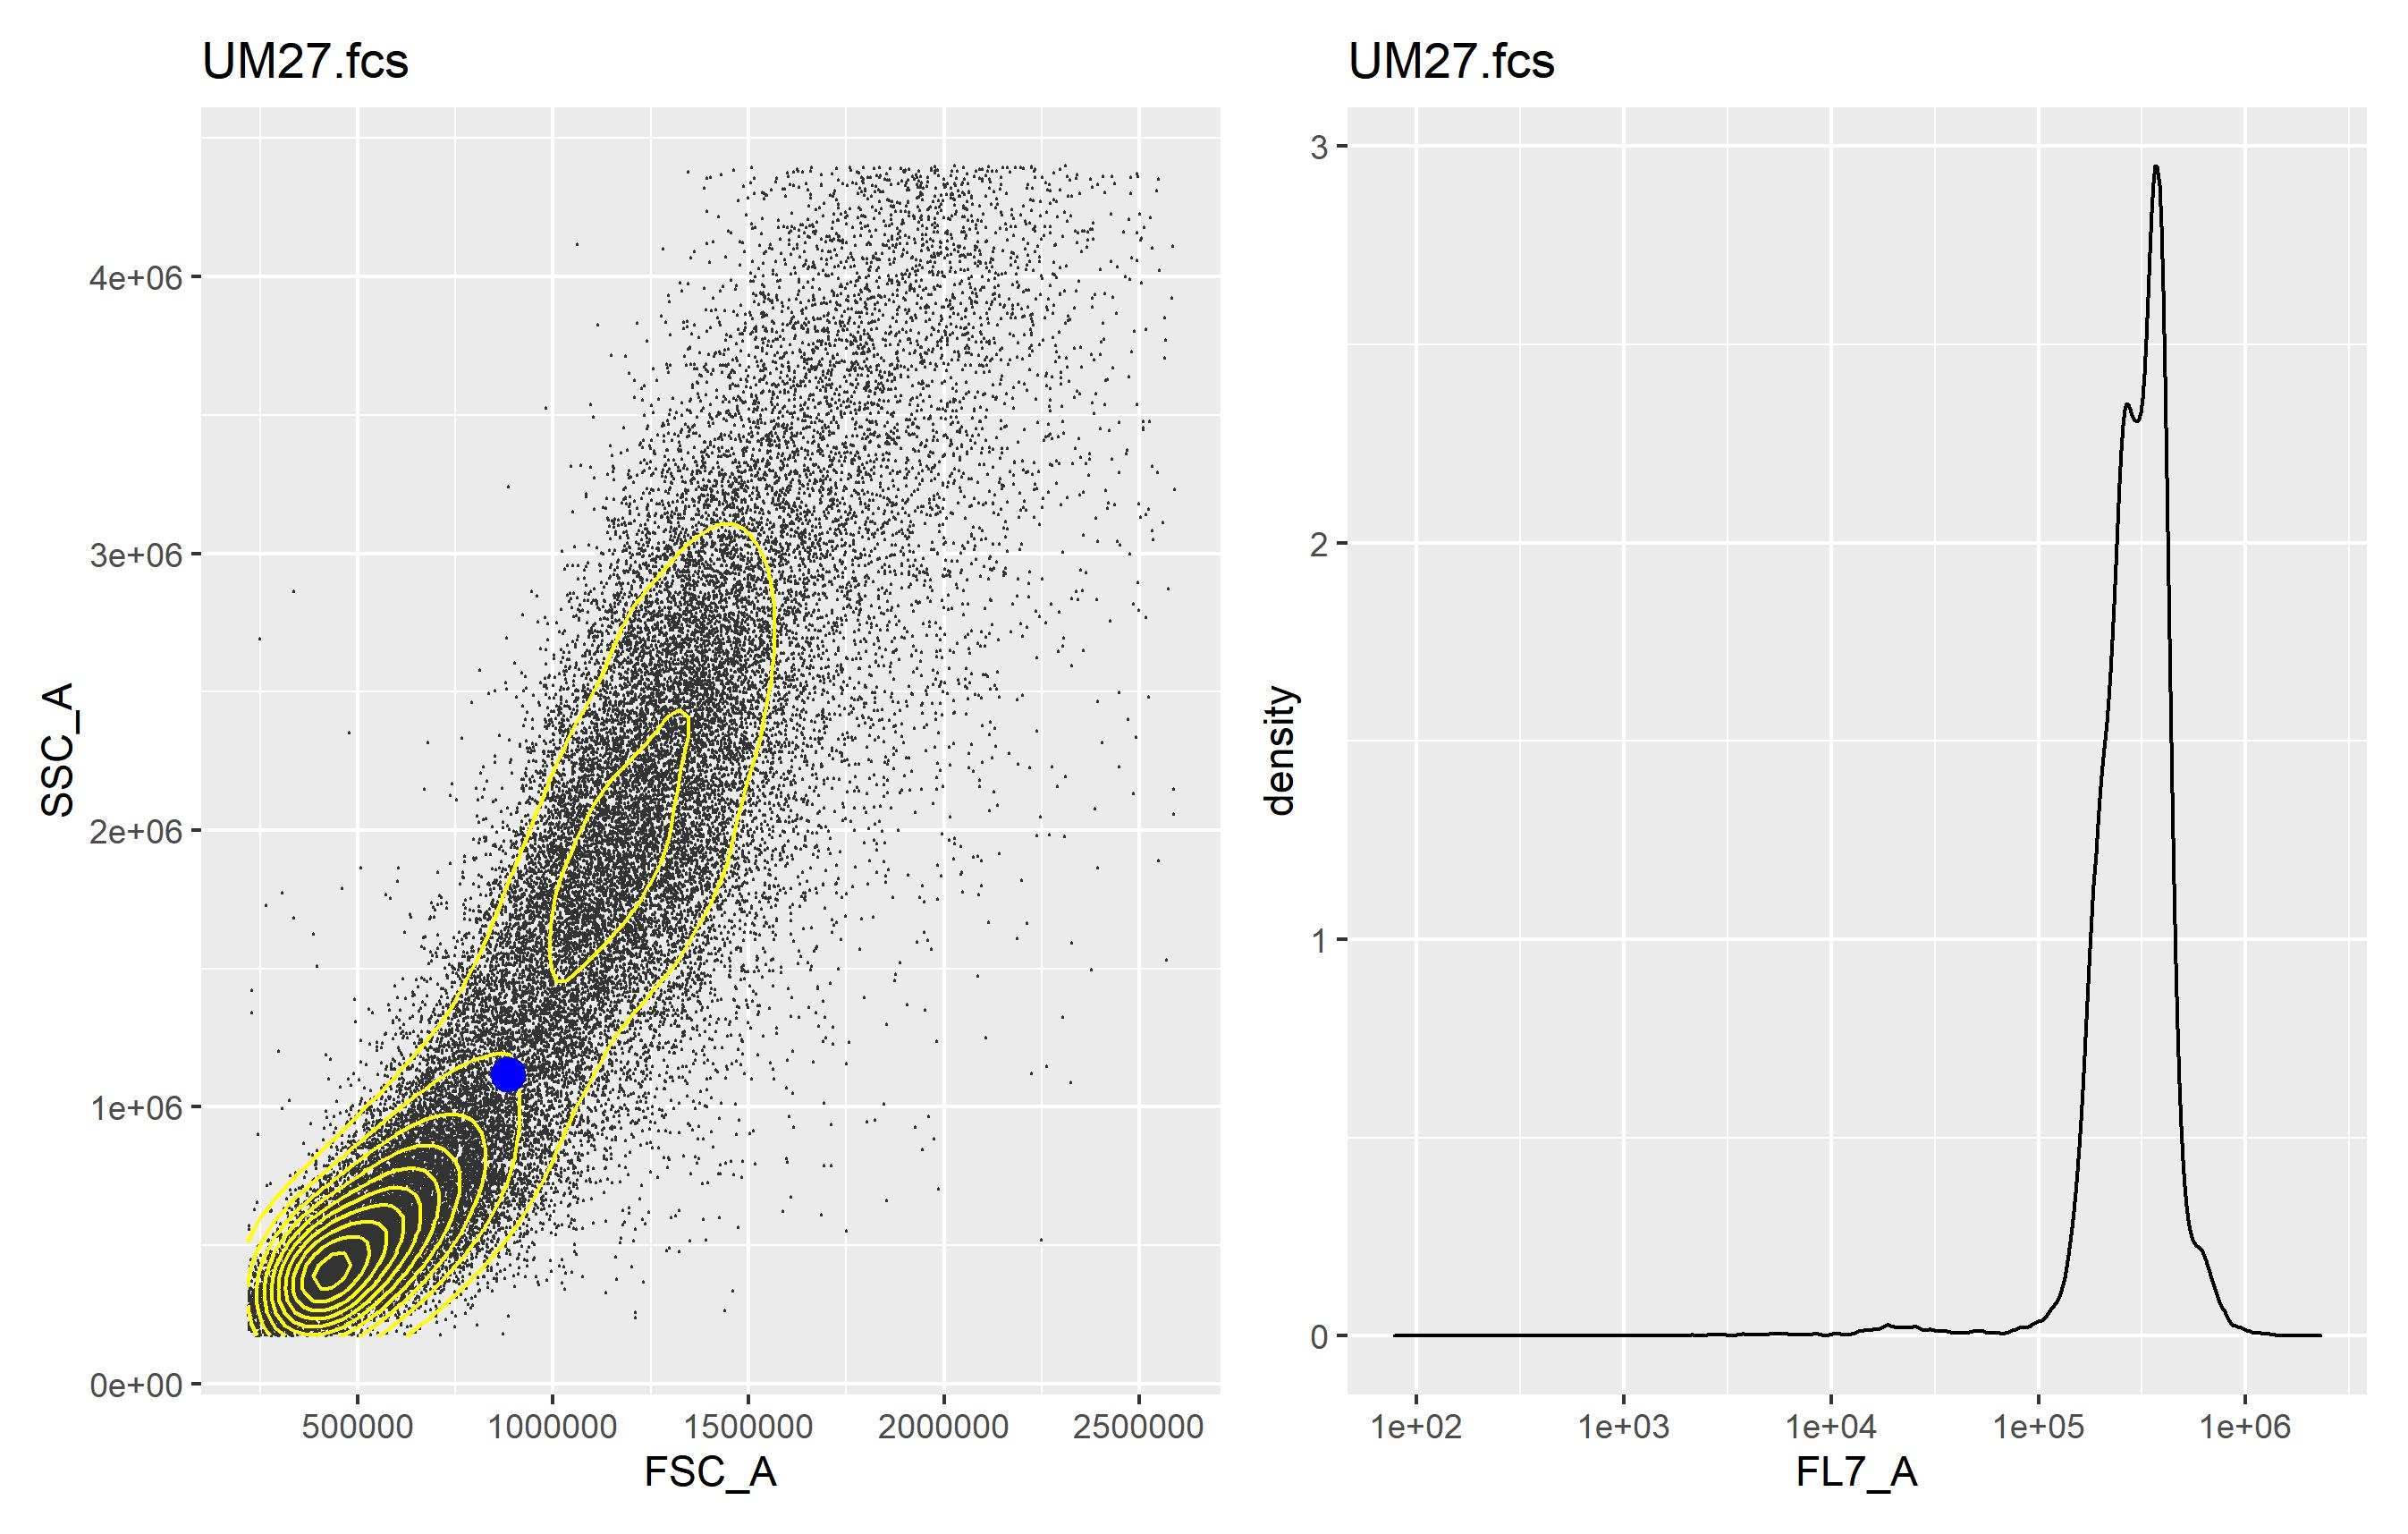 UM27.fcs
4e+06
3e+06
2e+06
1e+06
0e+00
SSC_A
500000 1000000 1500000 2000000 2500000
FSC_A
UM27.fcs
3
2
1
0
density
1e+02 1e+03 1e+04 1e+05 1e+06
FL7_A